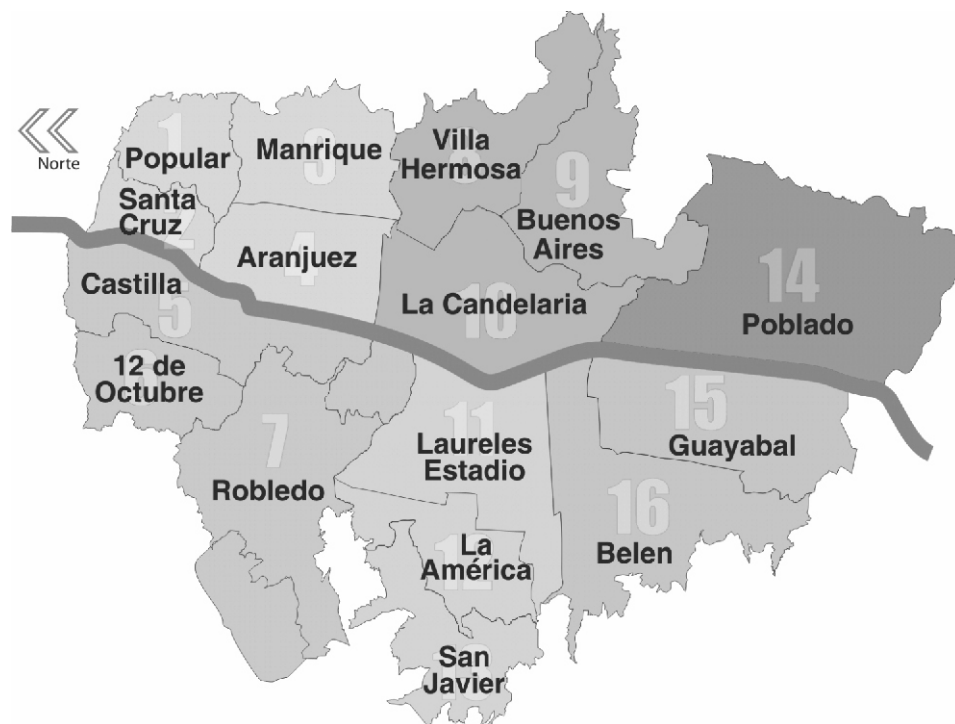 Norte
1
Popular
Santa
Cruz
2
Manrique
3
Aranjuez
4
Castilla
5
12 de
Octubre
6
7
Robledo
Villa
Hermosa
8
9
Buenos
Aires
La Candelaria
10
11
Laureles
Estadio
La
América
12
San
Javier
13
14
Poblado
15
Guayabal
16
Belen